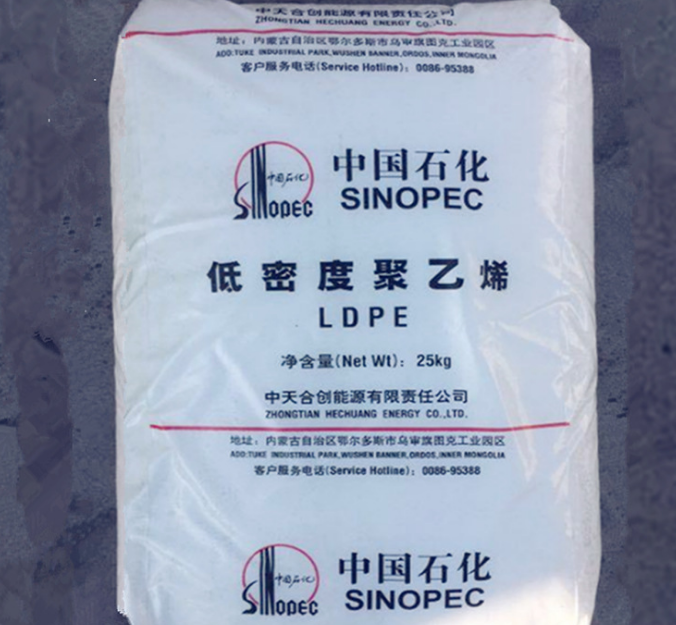 中天合创能源有限责任公司
ZHONGTIAN HECHUANG ENERGY CO.,LTD.
地址：内蒙古自治区鄂尔多斯市乌审旗图克工业园区
ADD:TUKE INDUSTRIAL PARK,WUSHEN BANNER,ORDOS,INNER MONGOLIA
客户服务电话(Service Hotline)：0086-95388
中国石化
SINOPEC
中国石化
SINOPEC
低密度聚乙烯
LDPE
净含量(Net Wt)：25kg
中天合创能源有限责任公司
ZHONGTIAN HECHUANG ENERGY CO.,LTD.
地址：内蒙古自治区鄂尔多斯市乌审旗图克工业园区
ADD:TUKE INDUSTRIAL PARK,WUSHEN BANNER,ORDOS,INNER MONGOLIA
客户服务电话(Service Hotline)：0086-95388
中国石化
SINOPEC
中国石化
SINOPEC